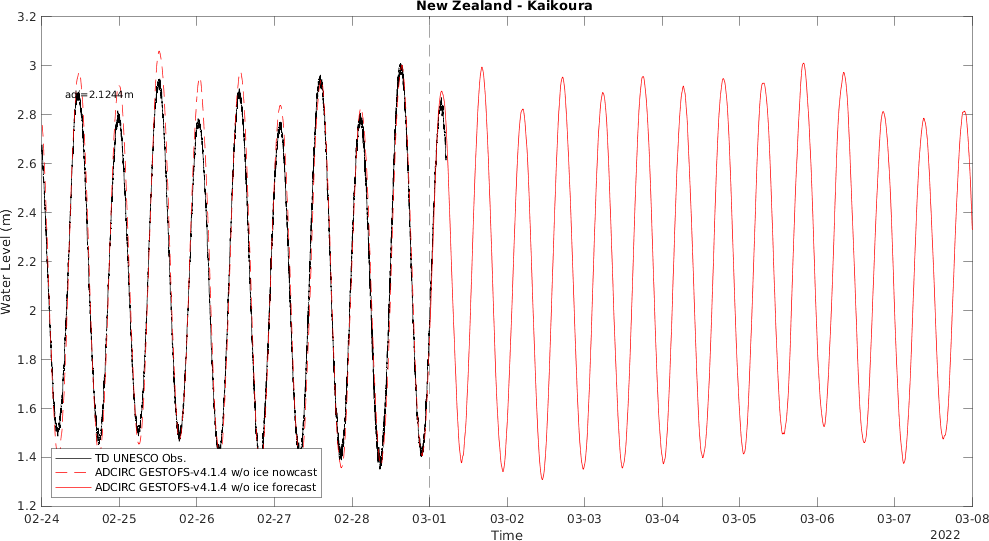 New Zealand - Kaikoura
3.2
3
2.8
2.6
2.4
2.2
2
1.8
1.6
1.4
1.2
Water Level (m)
adj=2.1244m
TD UNESCO Obs.
ADCIRC GESTOFS-v4.1.4 w/o ice nowcast
ADCIRC GESTOFS-v4.1.4 w/o ice forecast
02-24 02-25 02-26 02-27 02-28 03-01 03-02 03-03 03-04 03-05 03-06 03-07 03-08
Time
2022